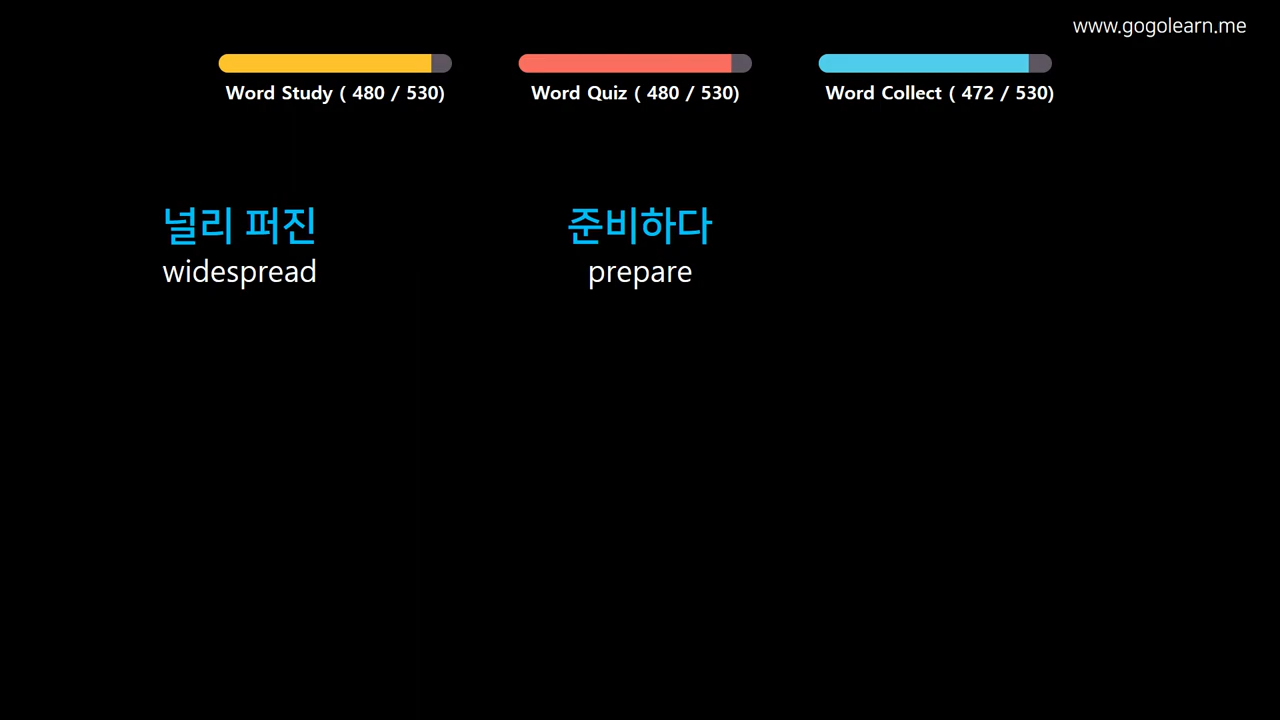 www.gogolearn.me
Word Study ( 480 / 530)
Word Quiz ( 480 / 530)
Word Collect ( 472 / 530)
널리 퍼진
widespread
준비하다
prepare